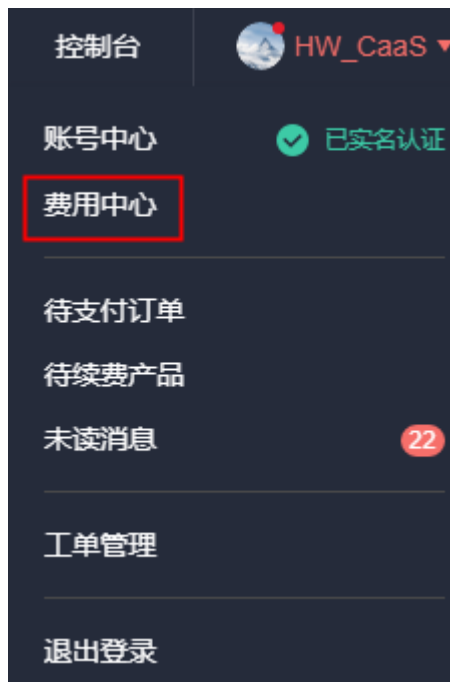 控制台 HW_CaaS
账号中心 已实名认证
费用中心
待支付订单
待续费产品
未读消息 22
工单管理
退出登录